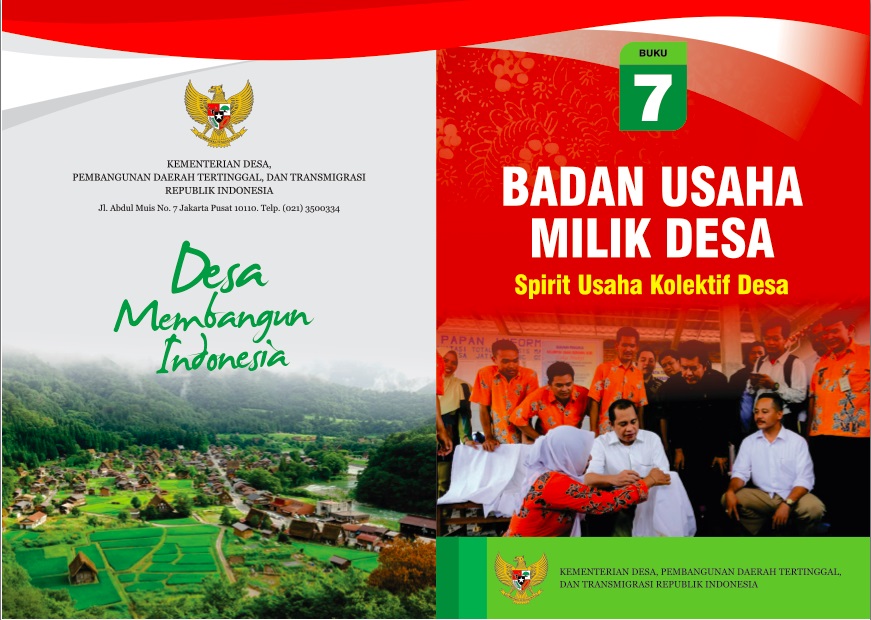 KEMENTERIAN DESA,
PEMBANGUNAN DAERAH TERTINGGAL, DAN TRANSMIGRASI
REPUBLIK INDONESIA
Jl. Abdul Muis No. 7 Jakarta Pusat 10110. Telp. (021) 3500334
Desa
Membangun
Indonesia
BUKU
7
BADAN USAHA
MILIK DESA
Spirit Usaha Kolektif Desa
PAPAN INFORM
KEMENTERIAN DESA, PEMBANGUNAN DAERAH TERTINGGAL,
DAN TRANSMIGRASI REPUBLIK INDONESIA